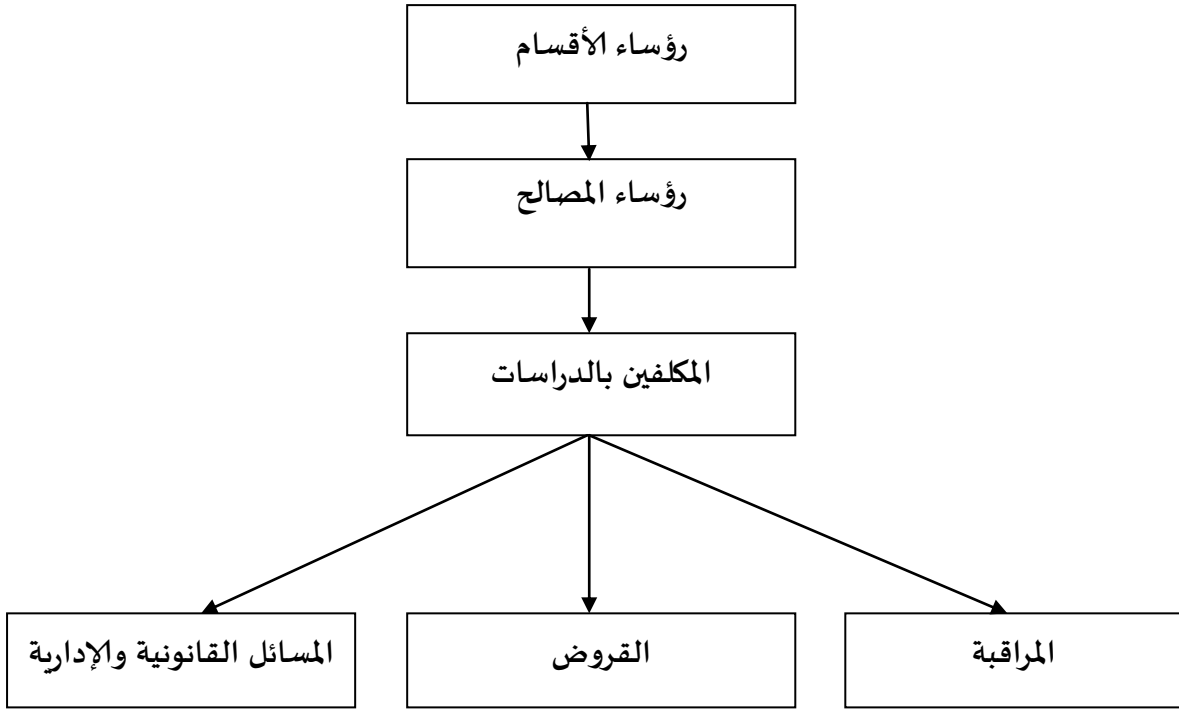 رؤساء الأقسام
رؤساء المصالح
المكلفين بالدراسات
المراقبة
القروض
المسائل القانونية والإدارية